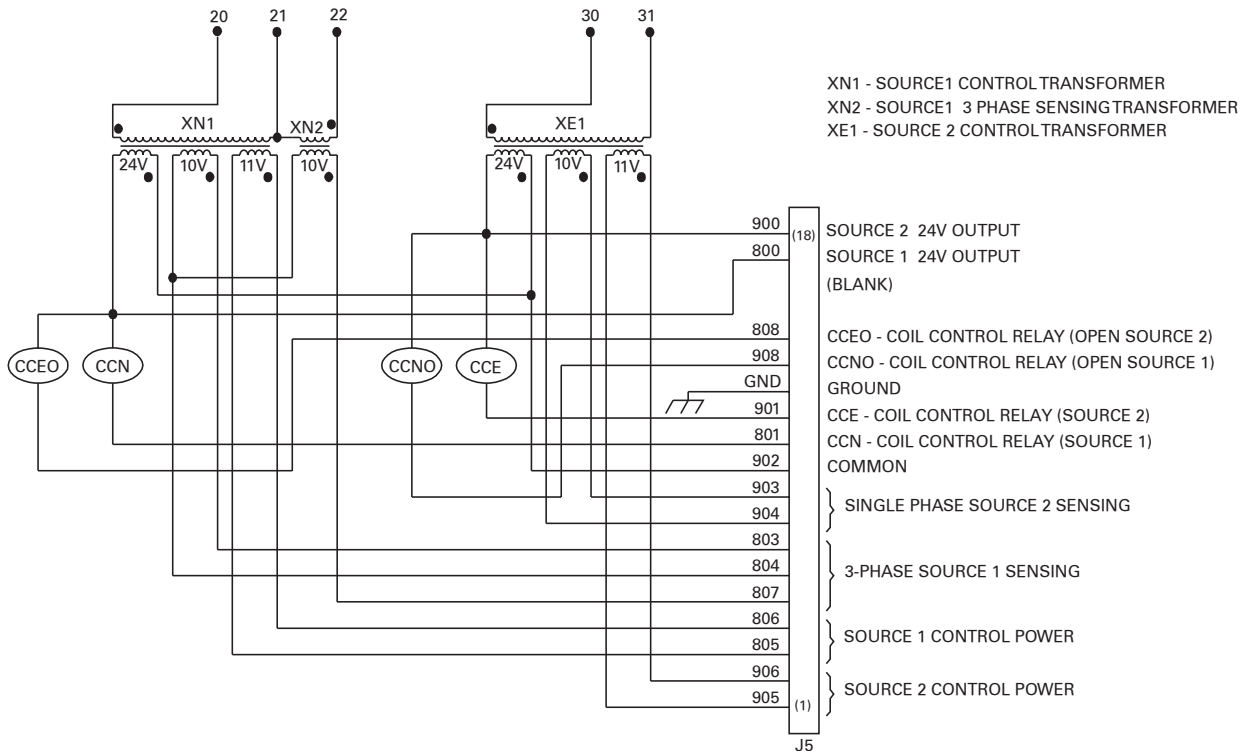 20 21 22 30 31
XN1 - SOURCE1 CONTROL TRANSFORMER
XN2 - SOURCE1 3 PHASE SENSING TRANSFORMER
XE1 - SOURCE 2 CONTROL TRANSFORMER
XN1 XN2 XE1
24V 10V 11V 10V 24V 10V 11V
900 (18) SOURCE 2 24V OUTPUT
800 SOURCE 1 24V OUTPUT
(BLANK)
808 CCEO - COIL CONTROL RELAY (OPEN SOURCE 2)
908 CCNO - COIL CONTROL RELAY (OPEN SOURCE 1)
CCEO CCN CCNO CCE
GND GROUND
901 CCE - COIL CONTROL RELAY (SOURCE 2)
801 CCN - COIL CONTROL RELAY (SOURCE 1)
902 COMMON
903
SINGLE PHASE SOURCE 2 SENSING
904
803
804 3-PHASE SOURCE 1 SENSING
807
806
SOURCE 1 CONTROL POWER
805
906
SOURCE 2 CONTROL POWER
905 (1)
J5